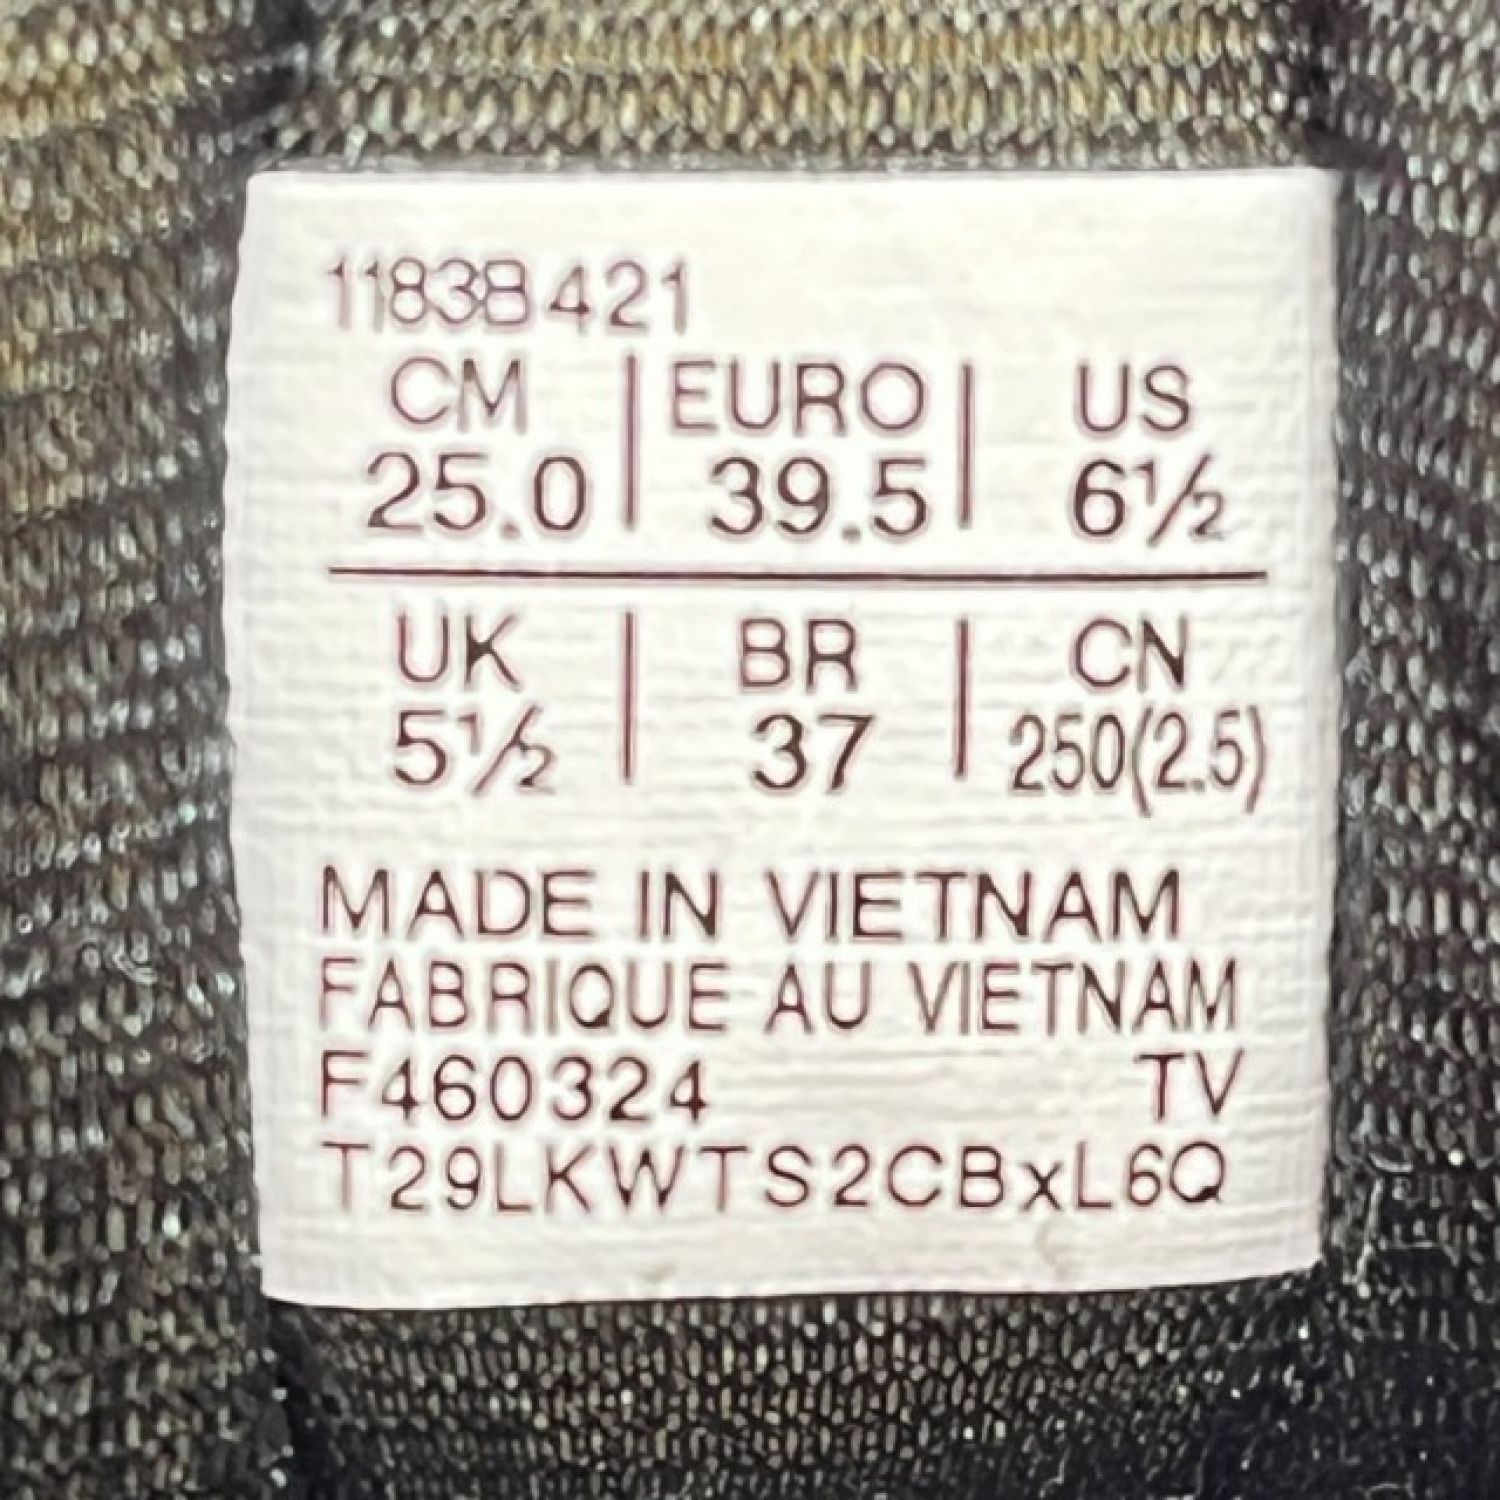 1183B421
CM | EURO | US
25.0 | 39.5 | 6½
UK | BR | CN
5½ | 37 | 250(2.5)
MADE IN VIETNAM
FABRIQUE AU VIETNAM
F460324 TV
T29LKWTS2CBxL6Q